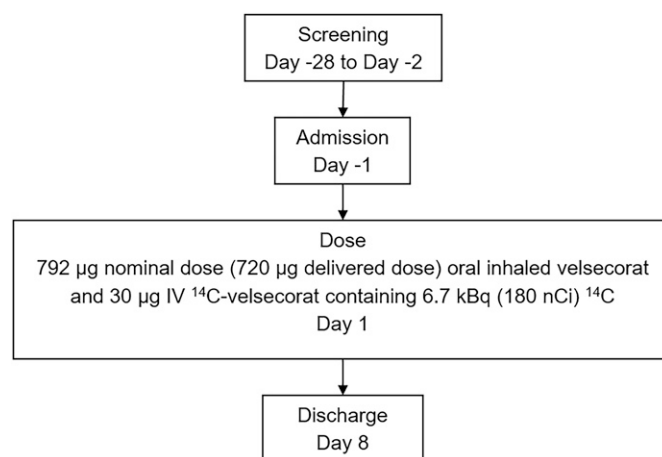 Screening
Day -28 to Day -2
Admission
Day -1
Dose
792 µg nominal dose (720 µg delivered dose) oral inhaled velsecorat
and 30 µg IV ¹⁴C-velsecorat containing 6.7 kBq (180 nCi) ¹⁴C
Day 1
Discharge
Day 8